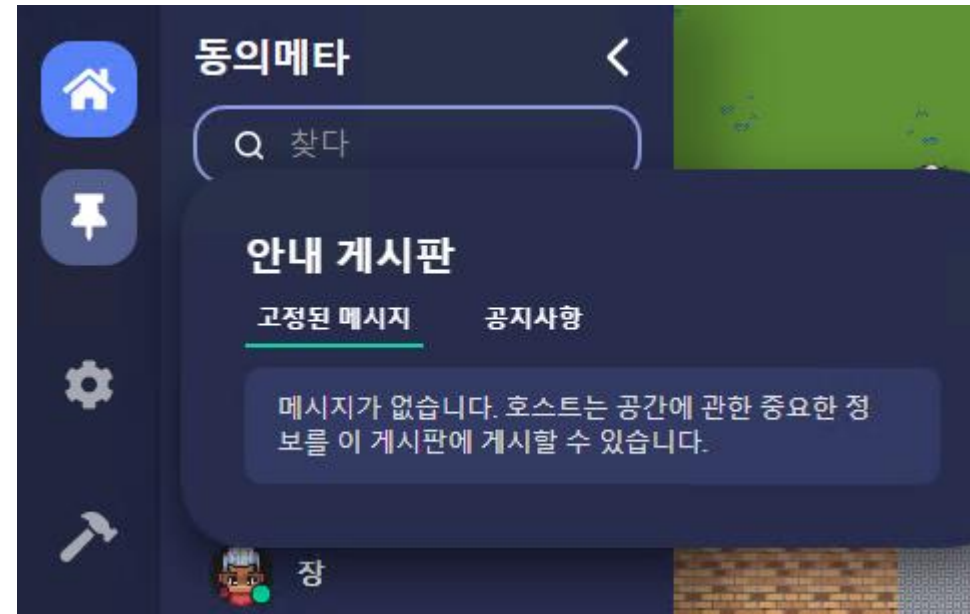 동의메타
찾다
안내 게시판
고정된 메시지 공지사항
메시지가 없습니다. 호스트는 공간에 관한 중요한 정
보를 이 게시판에 게시할 수 있습니다.
장